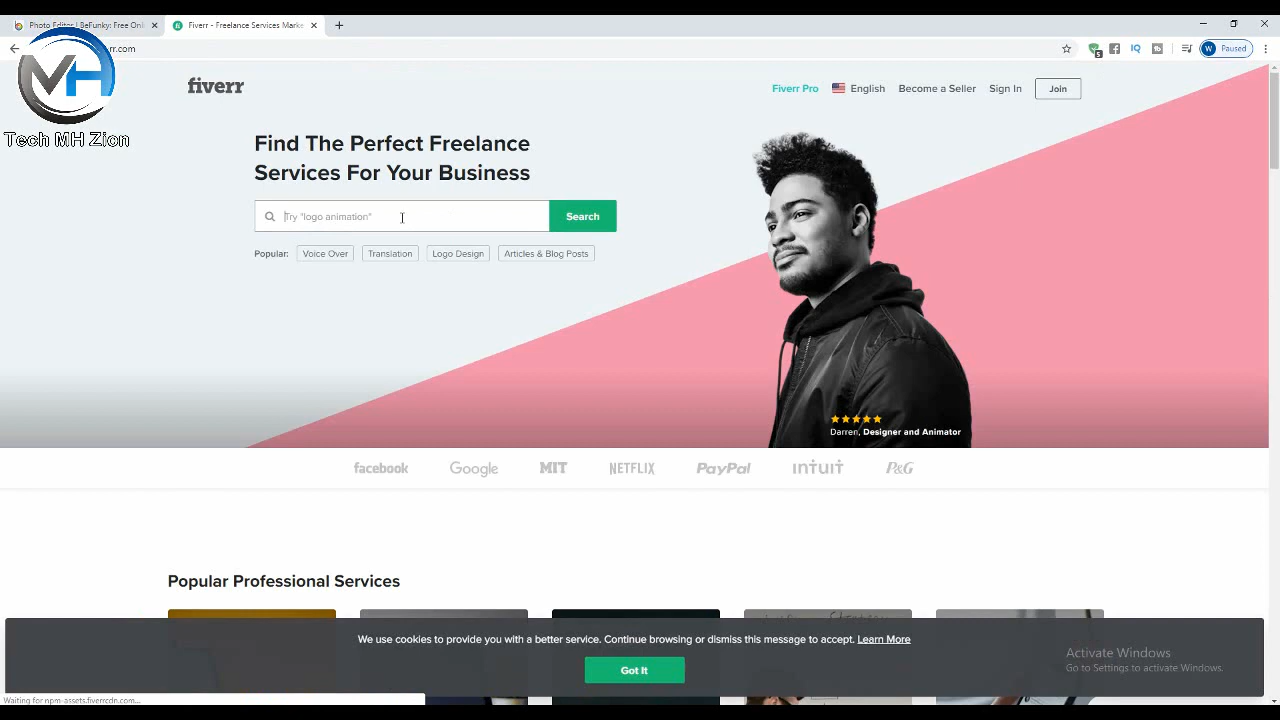 Photo Editor | BeFunky: Free Onli
Fiverr - Freelance Services Marke
rr.com
Paused
MH
Tech MH Zion
fiverr
Fiverr Pro
English
Become a Seller
Sign In
Join
Find The Perfect Freelance
Services For Your Business
Try "logo animation"
Search
Popular:
Voice Over
Translation
Logo Design
Articles & Blog Posts
Darren, Designer and Animator
facebook
Google
MIT
NETFLIX
PayPal
intuit
P&G
Popular Professional Services
We use cookies to provide you with a better service. Continue browsing or dismiss this message to accept. Learn More
Got It
Activate Windows
Go to Settings to activate Windows.
Waiting for npm-assets.fiverrcdn.com...